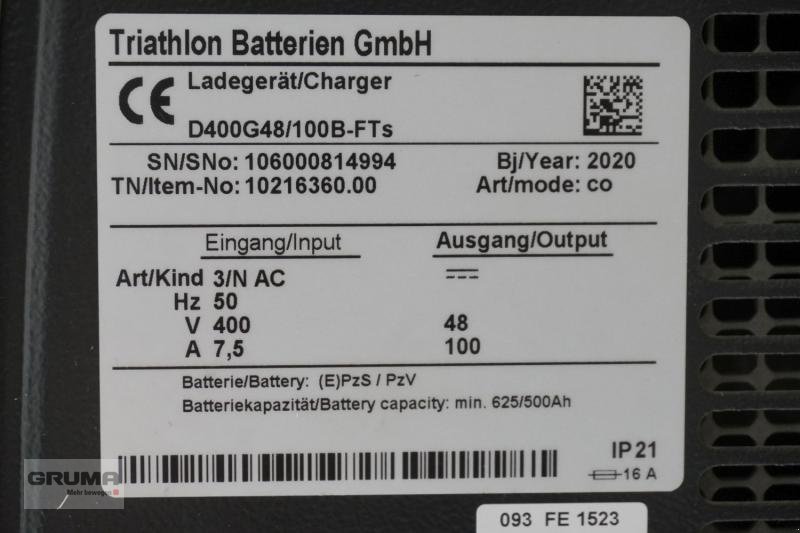 Triathlon Batterien GmbH
CE Ladegerät/Charger
D400G48/100B-FTs
SN/SNo: 106000814994 Bj/Year: 2020
TN/Item-No: 10216360.00 Art/mode: co
Eingang/Input Ausgang/Output
Art/Kind 3/N AC
Hz 50
V 400 48
A 7,5 100
Batterie/Battery: (E)PzS / PzV
Batteriekapazität/Battery capacity: min. 625/500Ah
IP 21
16 A
GRUMA
Mehr bewegen
093 FE 1523